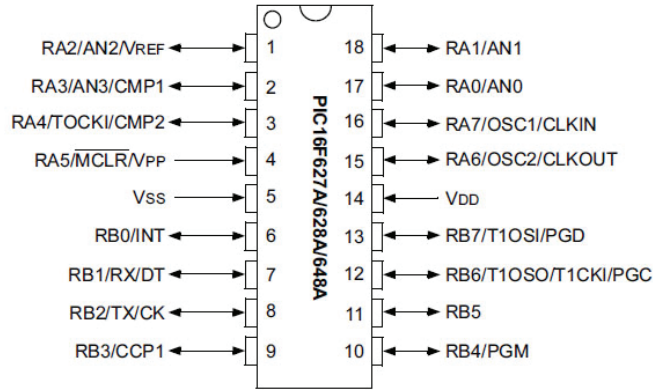 RA2/AN2/VREF 1 18 RA1/AN1
RA3/AN3/CMP1 2 17 RA0/AN0
RA4/TOCKI/CMP2 3 16 RA7/OSC1/CLKIN
RA5/MCLR/VPP 4 15 RA6/OSC2/CLKOUT
VSS 5 14 VDD
RB0/INT 6 13 RB7/T1OSI/PGD
RB1/RX/DT 7 12 RB6/T1OSO/T1CKI/PGC
RB2/TX/CK 8 11 RB5
RB3/CCP1 9 10 RB4/PGM
PIC16F627A/628A/648A